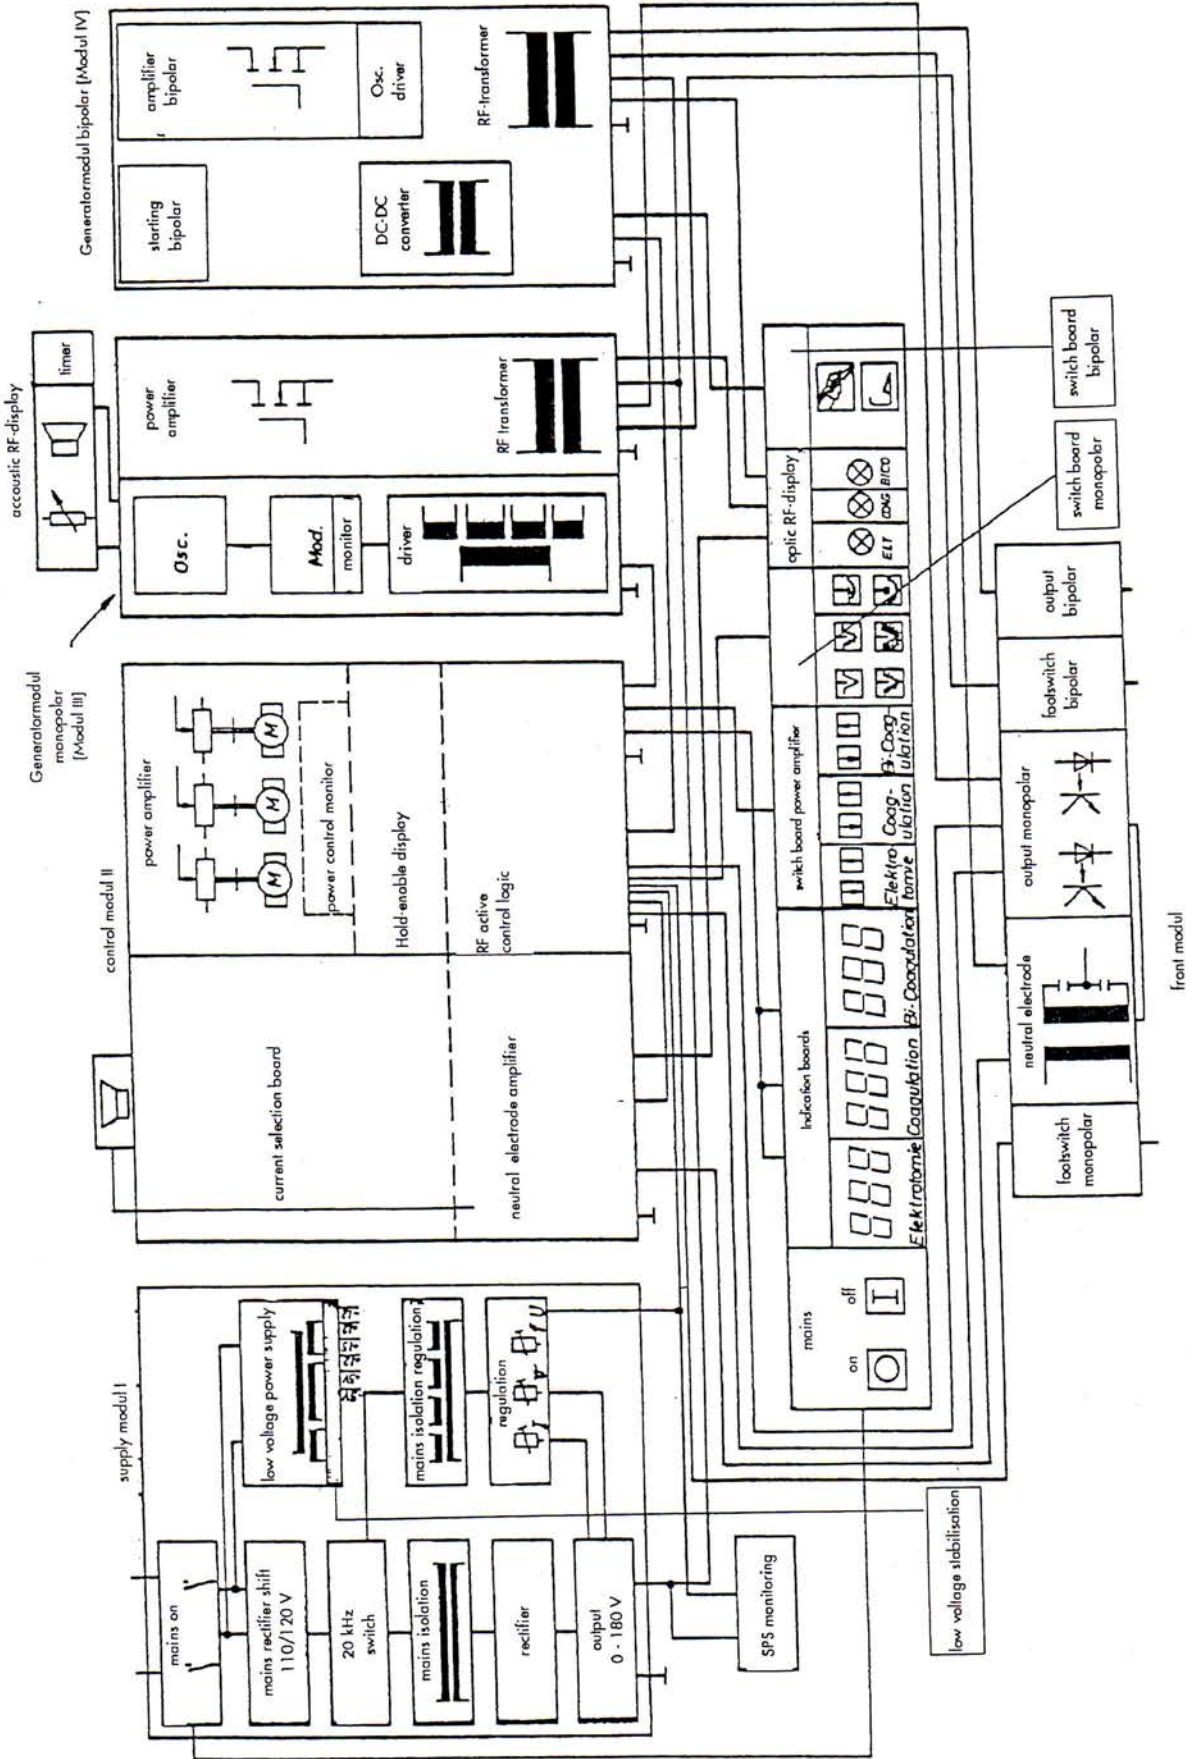 supply modul I
mains on
mains rectifier shift
110/120 V
20 kHz
switch
mains isolation
rectifier
output
0 - 180 V
low voltage power supply
mains isolation regulation
regulation
I
U
SPS monitoring
low voltage stabilisation
control modul II
current selection board
neutral electrode amplifier
power amplifier
M
M
M
power control monitor
Hold-enable display
RF active
control logic
Generatormodul
monopolar
[Modul III]
accoustic RF-display
timer
Osc.
Mod.
monitor
driver
power
amplifier
RF transformer
Generatormodul bipolar [Modul IV]
starting
bipolar
DC-DC
converter
amplifier
bipolar
Osc.
driver
RF-transformer
mains
on
off
I
Indication boards
Elektrotomie
Coagulation
Bi-Coagulation
switch board power amplifier
Elektro
tomve
Coag-
ulation
Bi-Coag-
ulation
optic RF-display
ELT
COAG
BICO
switch board
monopolar
switch board
bipolar
footswitch
monopolar
neutral electrode
output monopolar
footswitch
bipolar
output
bipolar
front modul